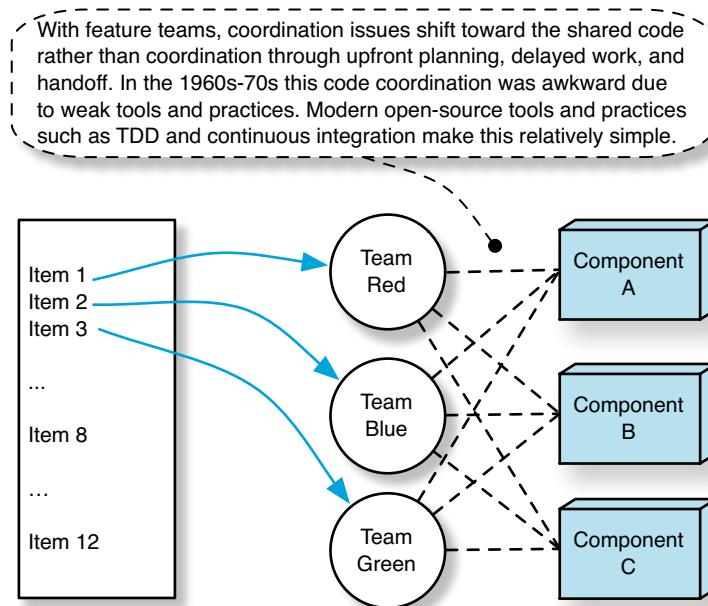 With feature teams, coordination issues shift toward the shared code
rather than coordination through upfront planning, delayed work, and
handoff. In the 1960s-70s this code coordination was awkward due
to weak tools and practices. Modern open-source tools and practices
such as TDD and continuous integration make this relatively simple.
Item 1
Item 2
Item 3
...
Item 8
...
Item 12
Team
Red
Team
Blue
Team
Green
Component
A
Component
B
Component
C